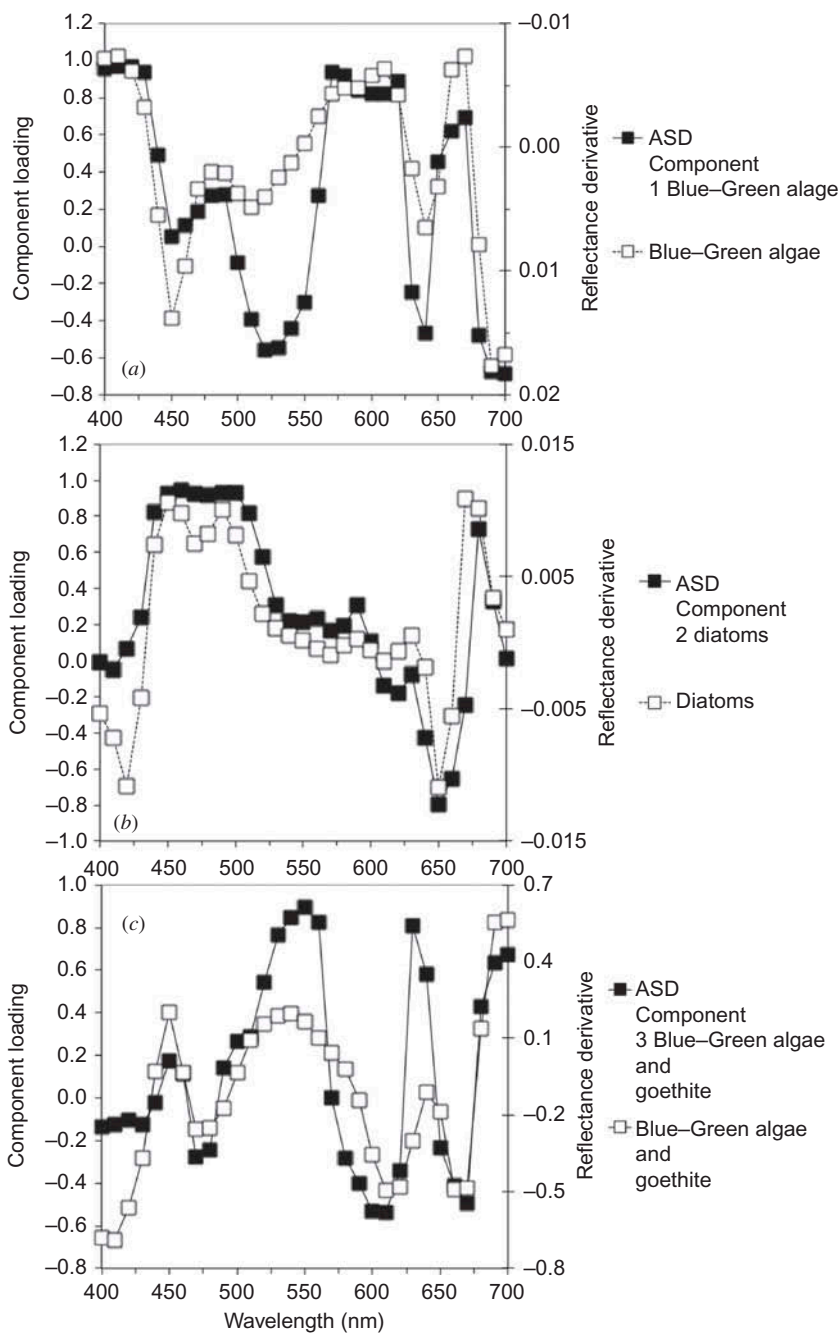 1.2
1.0
0.8
0.6
0.4
0.2
0.0
–0.2
–0.4
–0.6
–0.8
Component loading
(a)
–0.01
0.00
0.01
0.02
Reflectance derivative
400 450 500 550 600 650 700
ASD
Component
1 Blue–Green alage
Blue–Green algae
1.2
1.0
0.8
0.6
0.4
0.2
0.0
–0.2
–0.4
–0.6
–0.8
–1.0
Component loading
(b)
0.015
0.005
–0.005
–0.015
Reflectance derivative
400 450 500 550 600 650 700
ASD
Component
2 diatoms
Diatoms
1.0
0.8
0.6
0.4
0.2
0.0
–0.2
–0.4
–0.6
–0.8
Component loading
(c)
0.7
0.4
0.1
–0.2
–0.5
–0.8
Reflectance derivative
400 450 500 550 600 650 700
Wavelength (nm)
ASD
Component
3 Blue–Green algae
and
goethite
Blue–Green algae
and
goethite